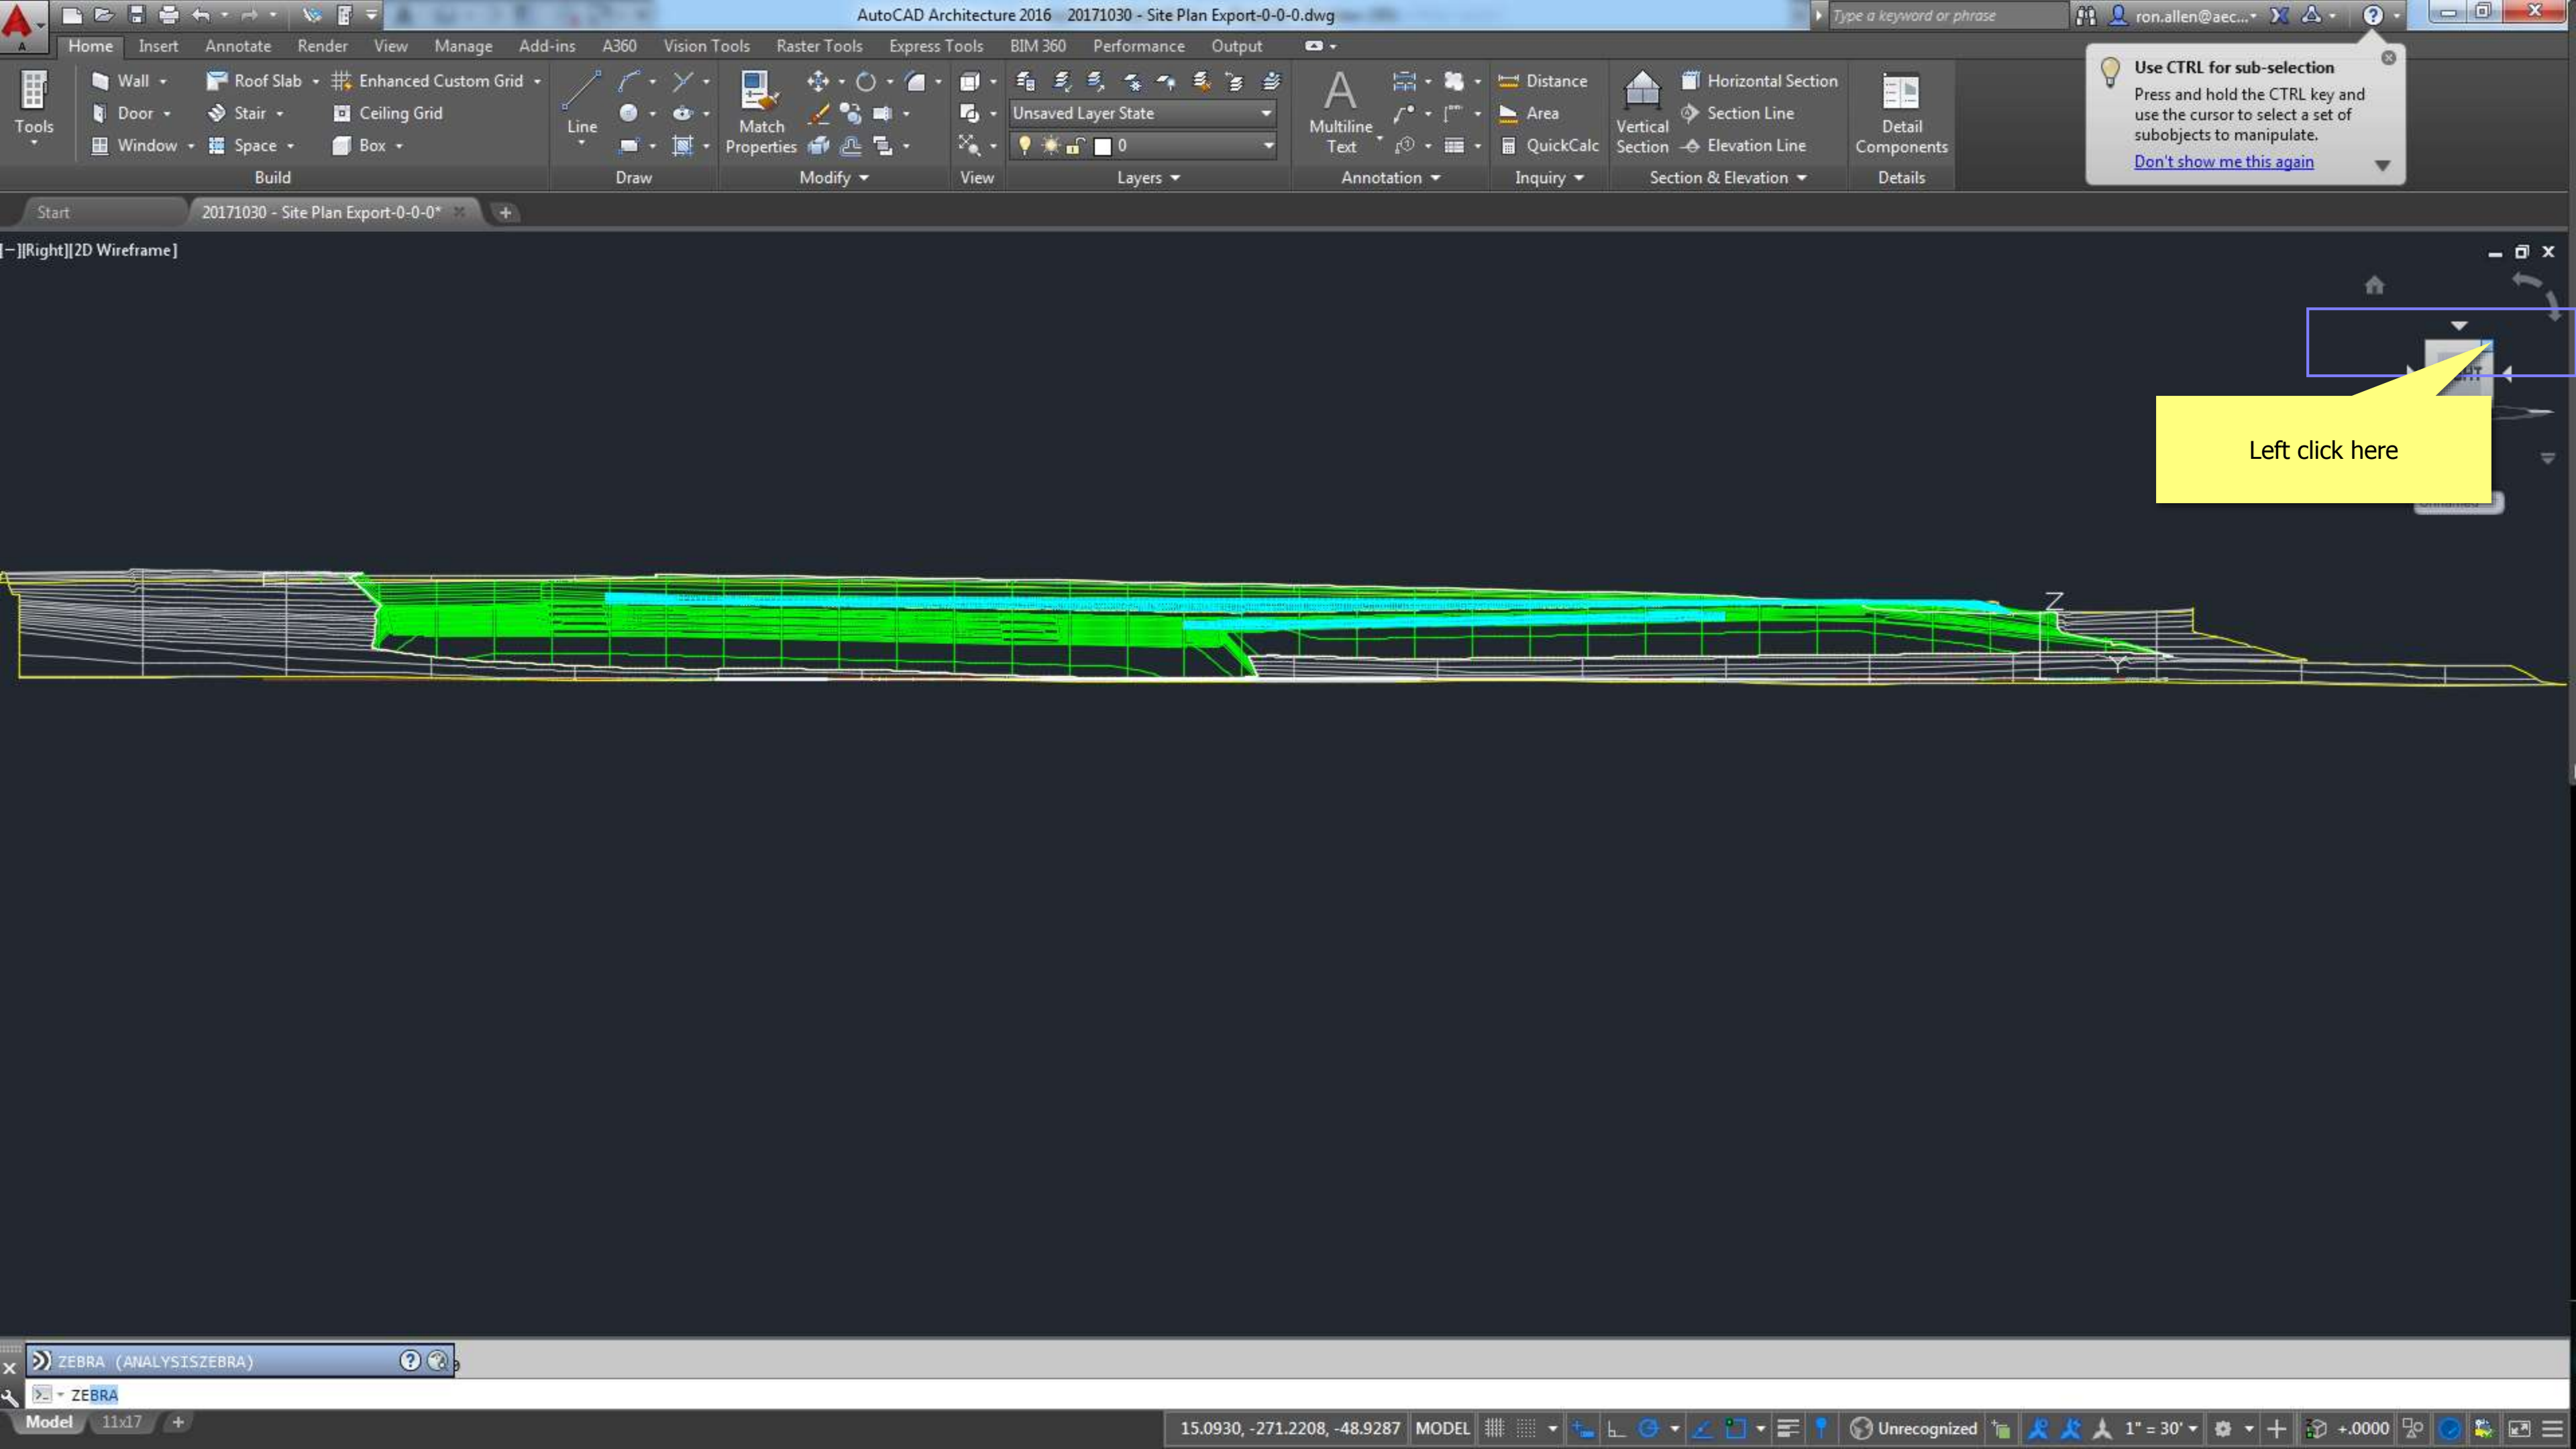 AutoCAD Architecture 2016 20171030 - Site Plan Export-0-0-0.dwg
Type a keyword or phrase
ron.allen@aec...
A
Home Insert Annotate Render View Manage Add-ins A360 Vision Tools Raster Tools Express Tools BIM 360 Performance Output
Tools
Wall
Door
Window
Roof Slab
Stair
Space
Enhanced Custom Grid
Ceiling Grid
Box
Build
Line
Draw
Match
Properties
Modify
View
Unsaved Layer State
0
Layers
A
Multiline
Text
Annotation
Distance
Area
QuickCalc
Inquiry
Vertical
Section
Horizontal Section
Section Line
Elevation Line
Section & Elevation
Detail
Components
Details
Use CTRL for sub-selection
Press and hold the CTRL key and
use the cursor to select a set of
subobjects to manipulate.
Don't show me this again
Start
20171030 - Site Plan Export-0-0-0*
[−][Right][2D Wireframe]
Left click here
Z
Y
ZEBRA (ANALYSISZEBRA)
ZEBRA
Model 11x17
15.0930, -271.2208, -48.9287 MODEL
Unrecognized
1" = 30'
+.0000